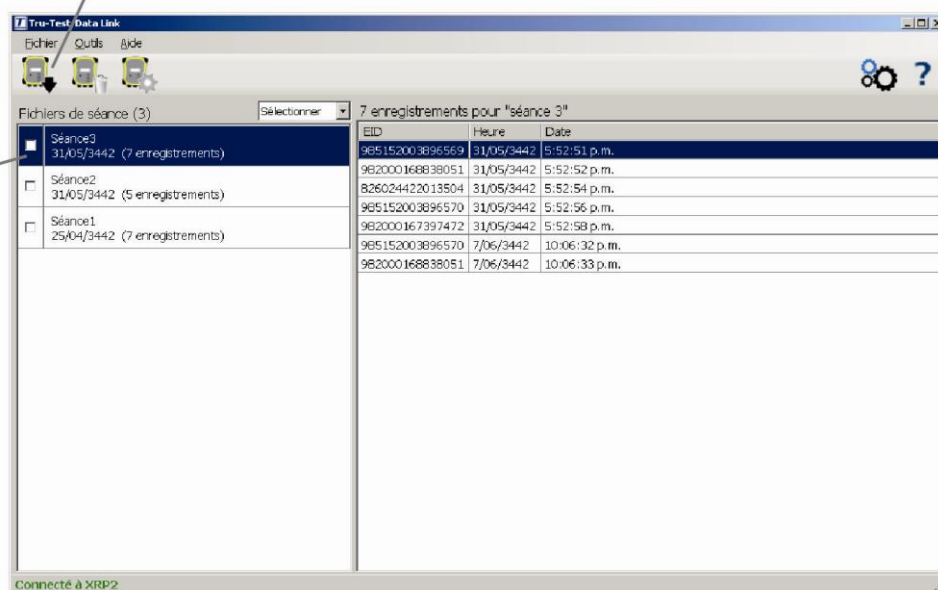 Tru-Test Data Link
Fichier Outils Aide
?
Fichiers de séance (3) Sélectionner
7 enregistrements pour "séance 3"
Séance3
31/05/3442 (7 enregistrements)
Séance2
31/05/3442 (5 enregistrements)
Séance1
25/04/3442 (7 enregistrements)
EID Heure Date
985152003896569 31/05/3442 5:52:51 p.m.
982000168838051 31/05/3442 5:52:52 p.m.
826024422013504 31/05/3442 5:52:54 p.m.
985152003896570 31/05/3442 5:52:56 p.m.
982000167397472 31/05/3442 5:52:58 p.m.
985152003896570 7/06/3442 10:06:32 p.m.
982000168838051 7/06/3442 10:06:33 p.m.
Connecté à XRP2